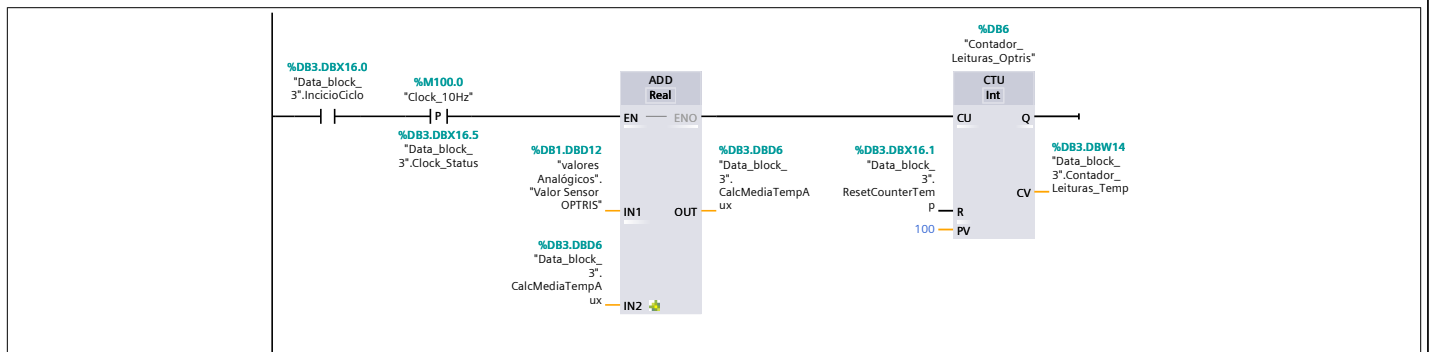 %DB6
"Contador_
Leituras_Optris"
%DB3.DBX16.0
"Data_block_
3".IncicioCiclo
%M100.0
"Clock_10Hz"
P
%DB3.DBX16.5
"Data_block_
3".Clock_Status
ADD
Real
EN
ENO
%DB1.DBD12
"valores
Analógicos".
"Valor Sensor
OPTRIS"
IN1
%DB3.DBD6
"Data_block_
3".
CalcMediaTempA
ux
IN2
OUT
%DB3.DBD6
"Data_block_
3".
CalcMediaTempA
ux
CTU
Int
CU
Q
%DB3.DBX16.1
"Data_block_
3".
ResetCounterTem
p
R
100
PV
CV
%DB3.DBW14
"Data_block_
3".Contador_
Leituras_Temp